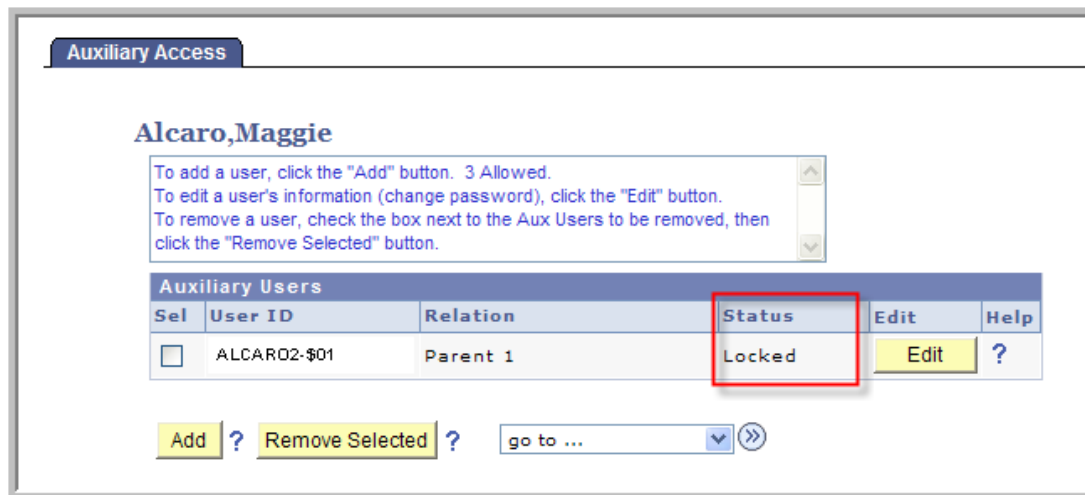 Auxiliary Access
Alcaro,Maggie
To add a user, click the "Add" button. 3 Allowed.
To edit a user's information (change password), click the "Edit" button.
To remove a user, check the box next to the Aux Users to be removed, then
click the "Remove Selected" button.
Auxiliary Users
Sel User ID Relation Status Edit Help
ALCARO2-$01 Parent 1 Locked Edit ?
Add ? Remove Selected ? go to ...